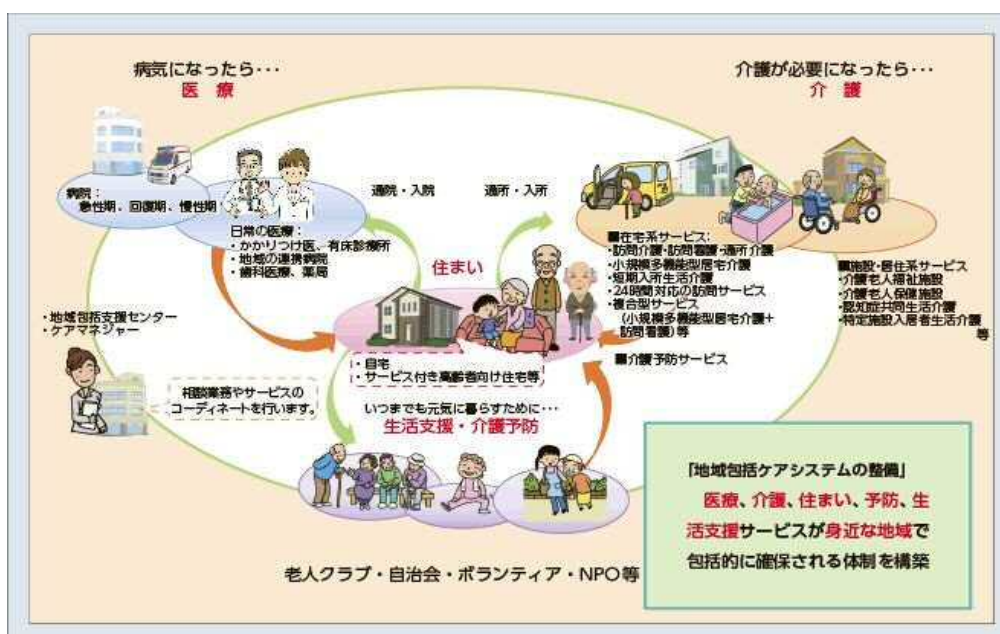 病気になったら･･･
医 療
介護が必要になったら･･･
介 護
病院：
急性期、回復期、慢性期
日常の医療：
・かかりつけ医、有床診療所
・地域の連携病院
・歯科医療、薬局
通院・入院
通所・入所
住まい
・自宅
・サービス付き高齢者向け住宅等
■在宅系サービス：
・訪問介護・訪問看護・通所介護
・小規模多機能型居宅介護
・短期入所生活介護
・24時間対応の訪問サービス
・複合型サービス
（小規模多機能型居宅介護＋
訪問看護）等
■介護予防サービス
■施設・居住系サービス
・介護老人福祉施設
・介護老人保健施設
・認知症共同生活介護
・特定施設入居者生活介護
等
・地域包括支援センター
・ケアマネジャー
相談業務やサービスの
コーディネートを行います。
いつまでも元気に暮らすために･･･
生活支援・介護予防
老人クラブ・自治会・ボランティア・NPO等
「地域包括ケアシステムの整備」
医療、介護、住まい、予防、生
活支援サービスが身近な地域で
包括的に確保される体制を構築